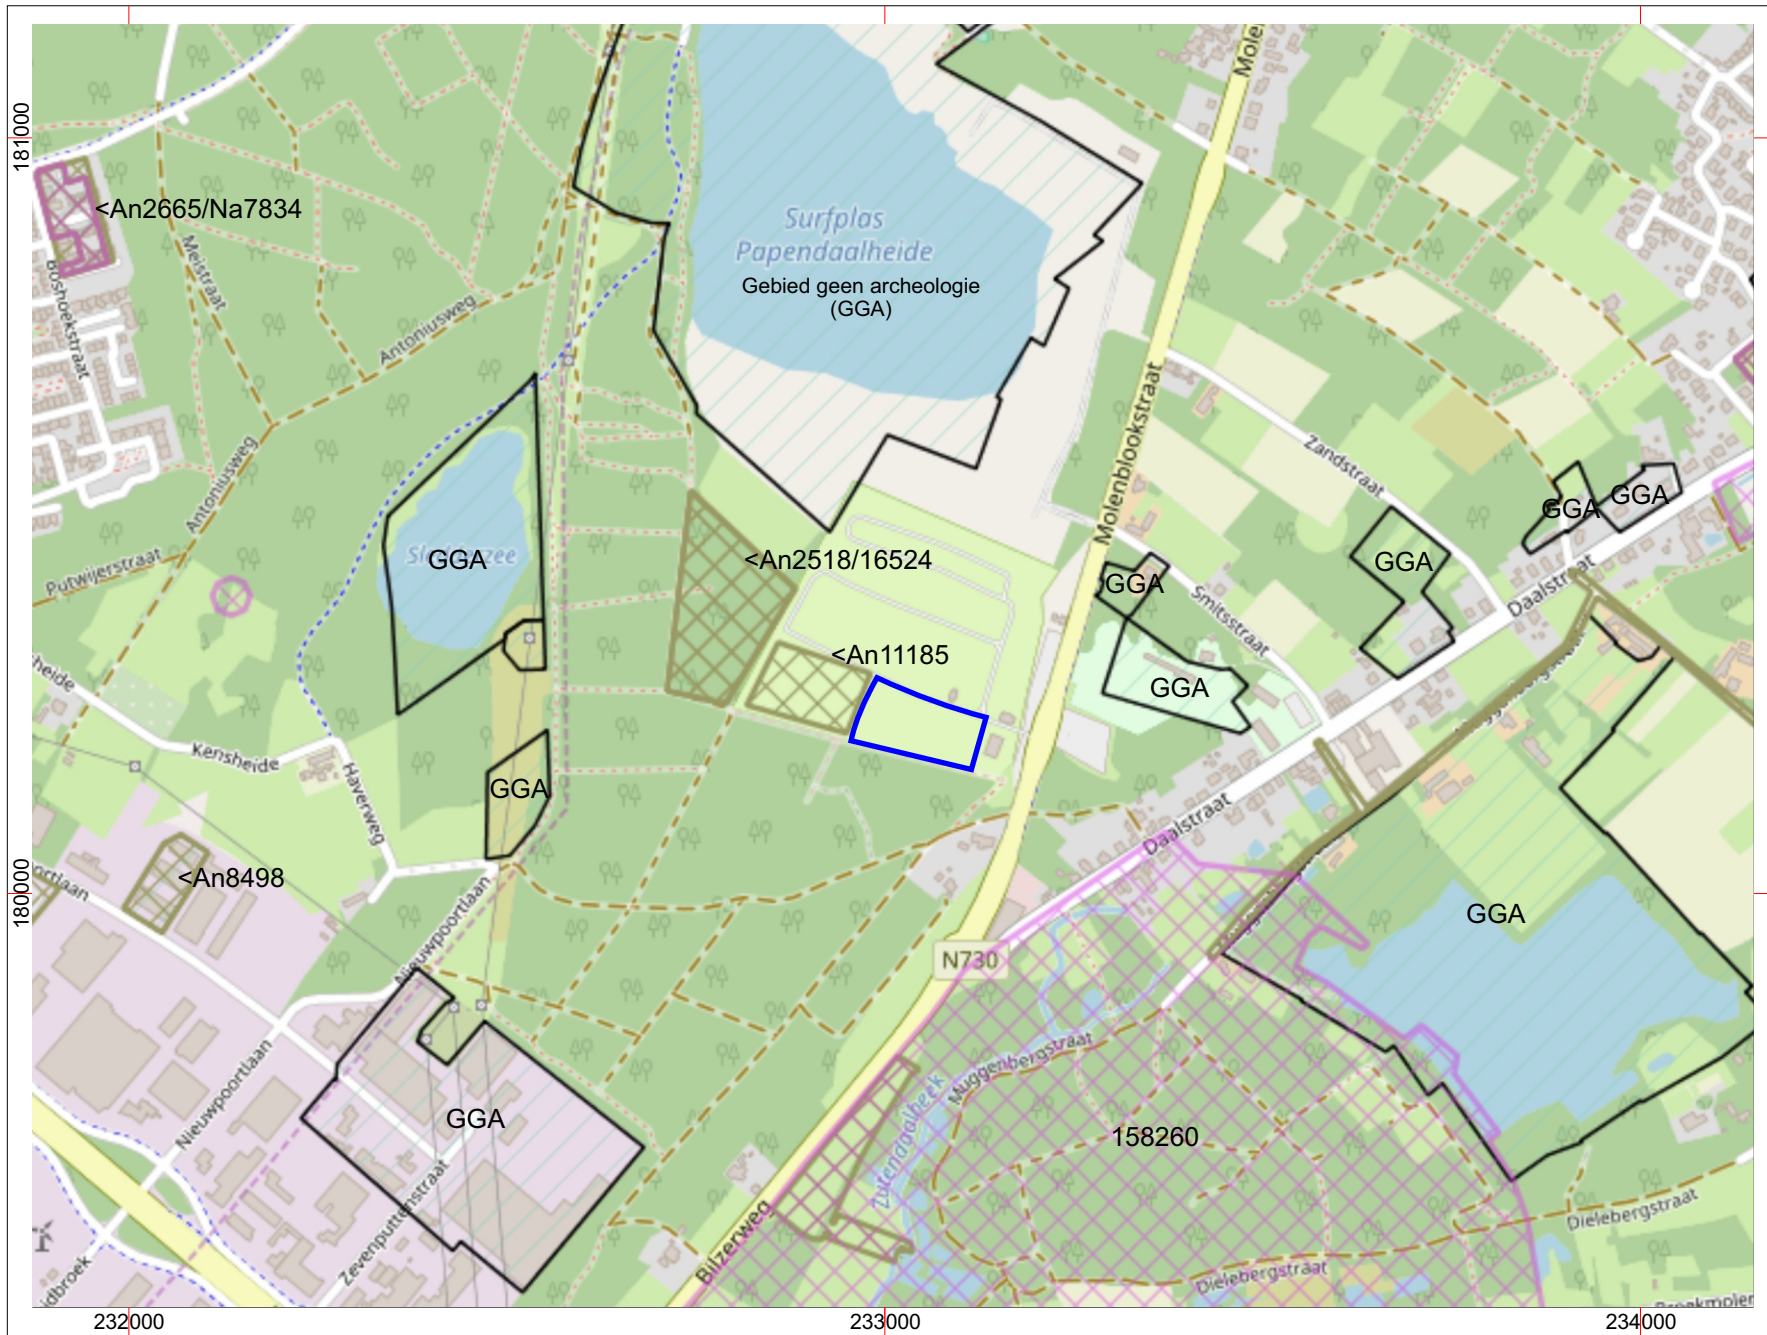 181000
<An2665/Na7834
Boshoekstraat
Meistraat
Antoniusweg
Antoniusweg
Putwijerstraat
Surfplas
Papendaalheide
Gebied geen archeologie
(GGA)
Molenblookstraat
Zandstraat
Smitsstraat
Daalstraat
GGA
GGA
GGA
GGA
GGA
GGA
<An2518/16524
<An11185
Kensheide
Haverweg
GGA
<An8498
Nieuwpoortlaan
Daalstraat
180000
N730
GGA
Nieuwpoortlaan
GGA
Zevenputtenstraat
Muggenbergstraat
Zutendaalbeek
158260
Bilzerweg
Dielebergstraat
Dielebergstraat
232000
233000
234000